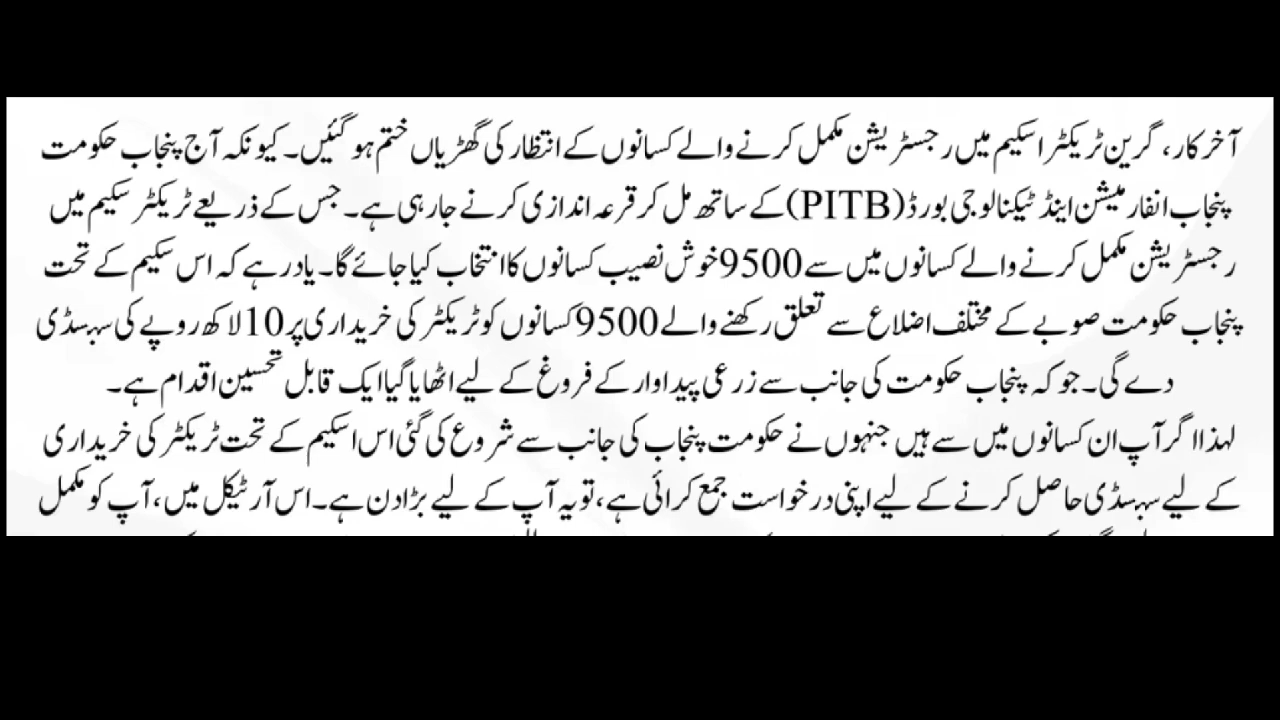 آخر کار، گرین ٹریکٹر اسکیم میں رجسٹریشن مکمل کرنے والے کسانوں کے انتظار کی گھڑیاں ختم ہو گئیں۔ کیونکہ آج پنجاب حکومت
پنجاب انفارمیشن اینڈ ٹیکنالوجی بورڈ (PITB) کے ساتھ مل کر قرعہ اندازی کرنے جا رہی ہے۔ جس کے ذریعے ٹریکٹر سکیم میں
رجسٹریشن مکمل کرنے والے کسانوں میں سے 9500 خوش نصیب کسانوں کا انتخاب کیا جائے گا۔ یاد رہے کہ اس سکیم کے تحت
پنجاب حکومت صوبے کے مختلف اضلاع سے تعلق رکھنے والے 9500 کسانوں کو ٹریکٹر کی خریداری پر 10 لاکھ روپے کی سبسڈی
دے گی۔ جو کہ پنجاب حکومت کی جانب سے زرعی پیداوار کے فروغ کے لیے اٹھایا گیا ایک قابل تحسین اقدام ہے۔
لہذا اگر آپ ان کسانوں میں سے ہیں جنہوں نے حکومت پنجاب کی جانب سے شروع کی گئی اس اسکیم کے تحت ٹریکٹر کی خریداری
کے لیے سبسڈی حاصل کرنے کے لیے اپنی درخواست جمع کرائی ہے، تو یہ آپ کے لیے بڑا دن ہے۔ اس آرٹیکل میں، آپ کو مکمل